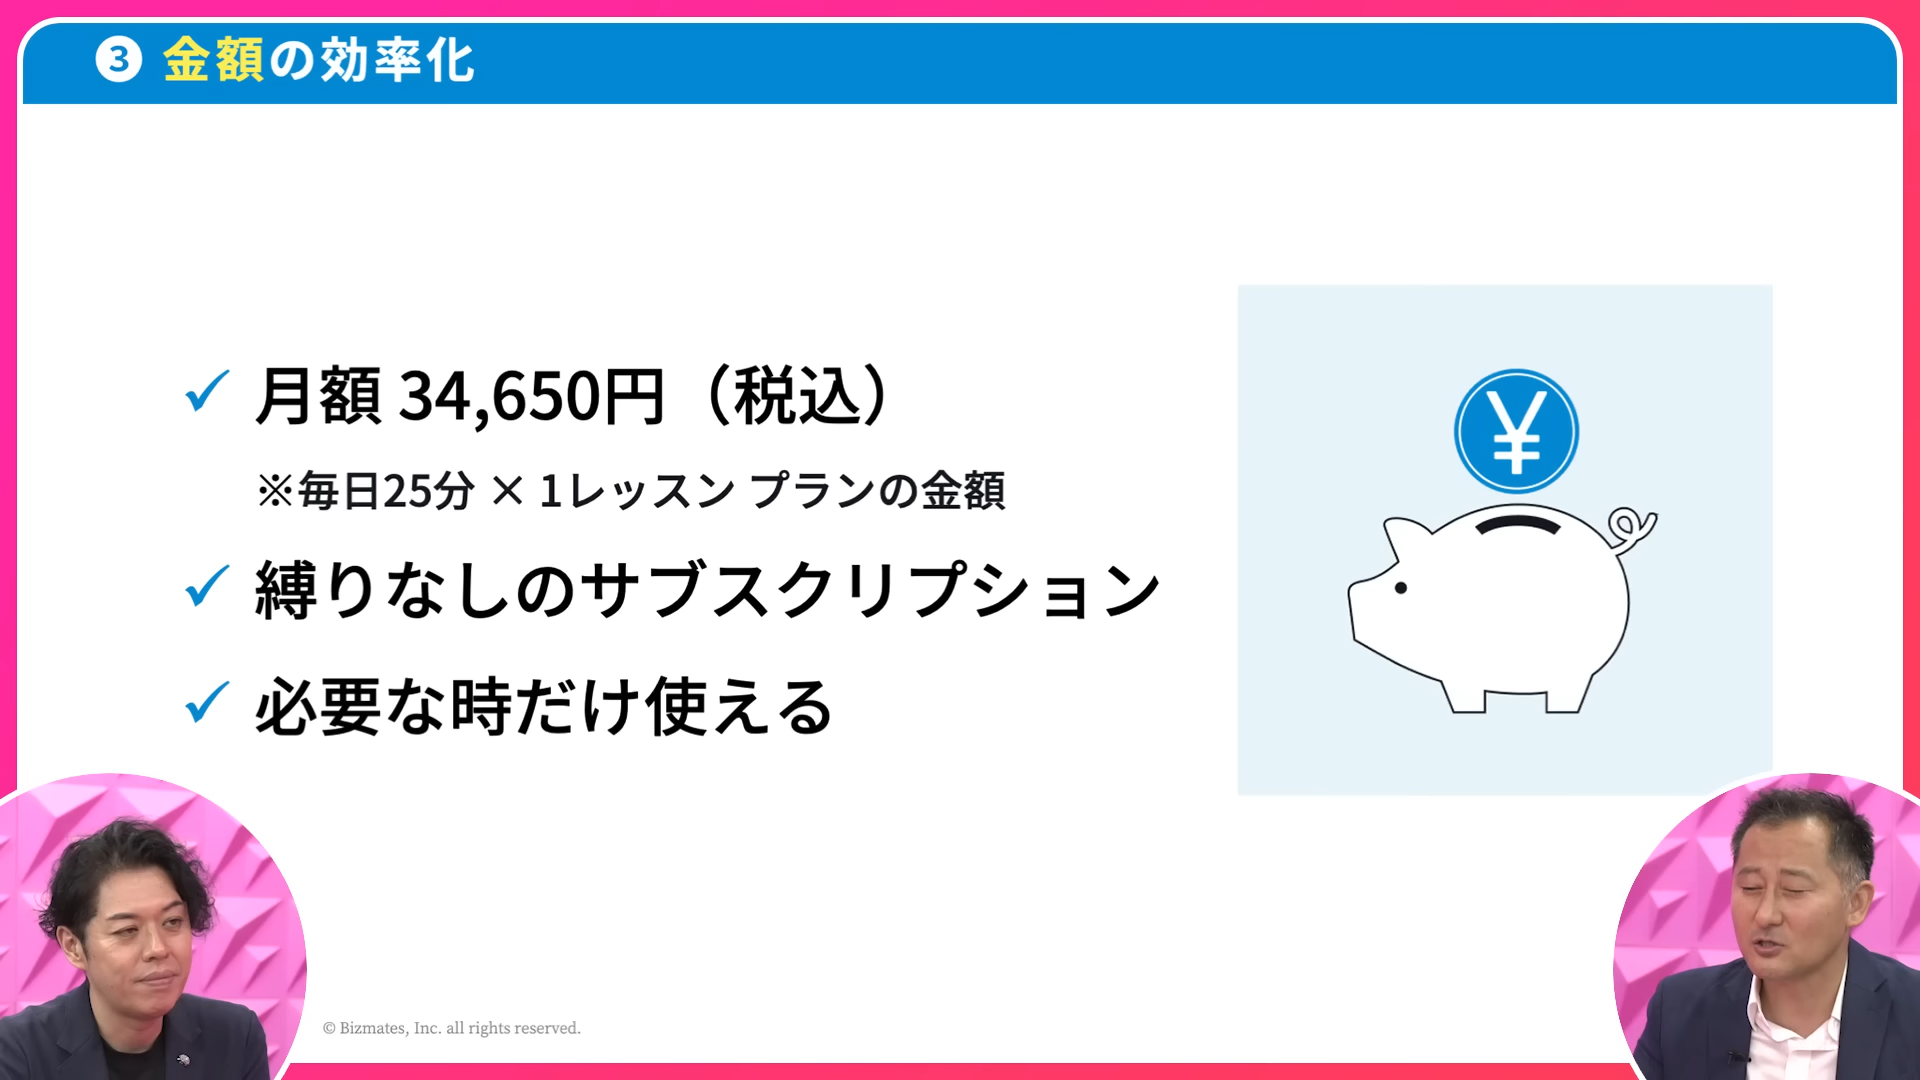 ❸ 金額の効率化
✓ 月額 34,650円（税込）
※毎日25分 × 1レッスン プランの金額
✓ 縛りなしのサブスクリプション
✓ 必要な時だけ使える
¥
© Bizmates, Inc. all rights reserved.